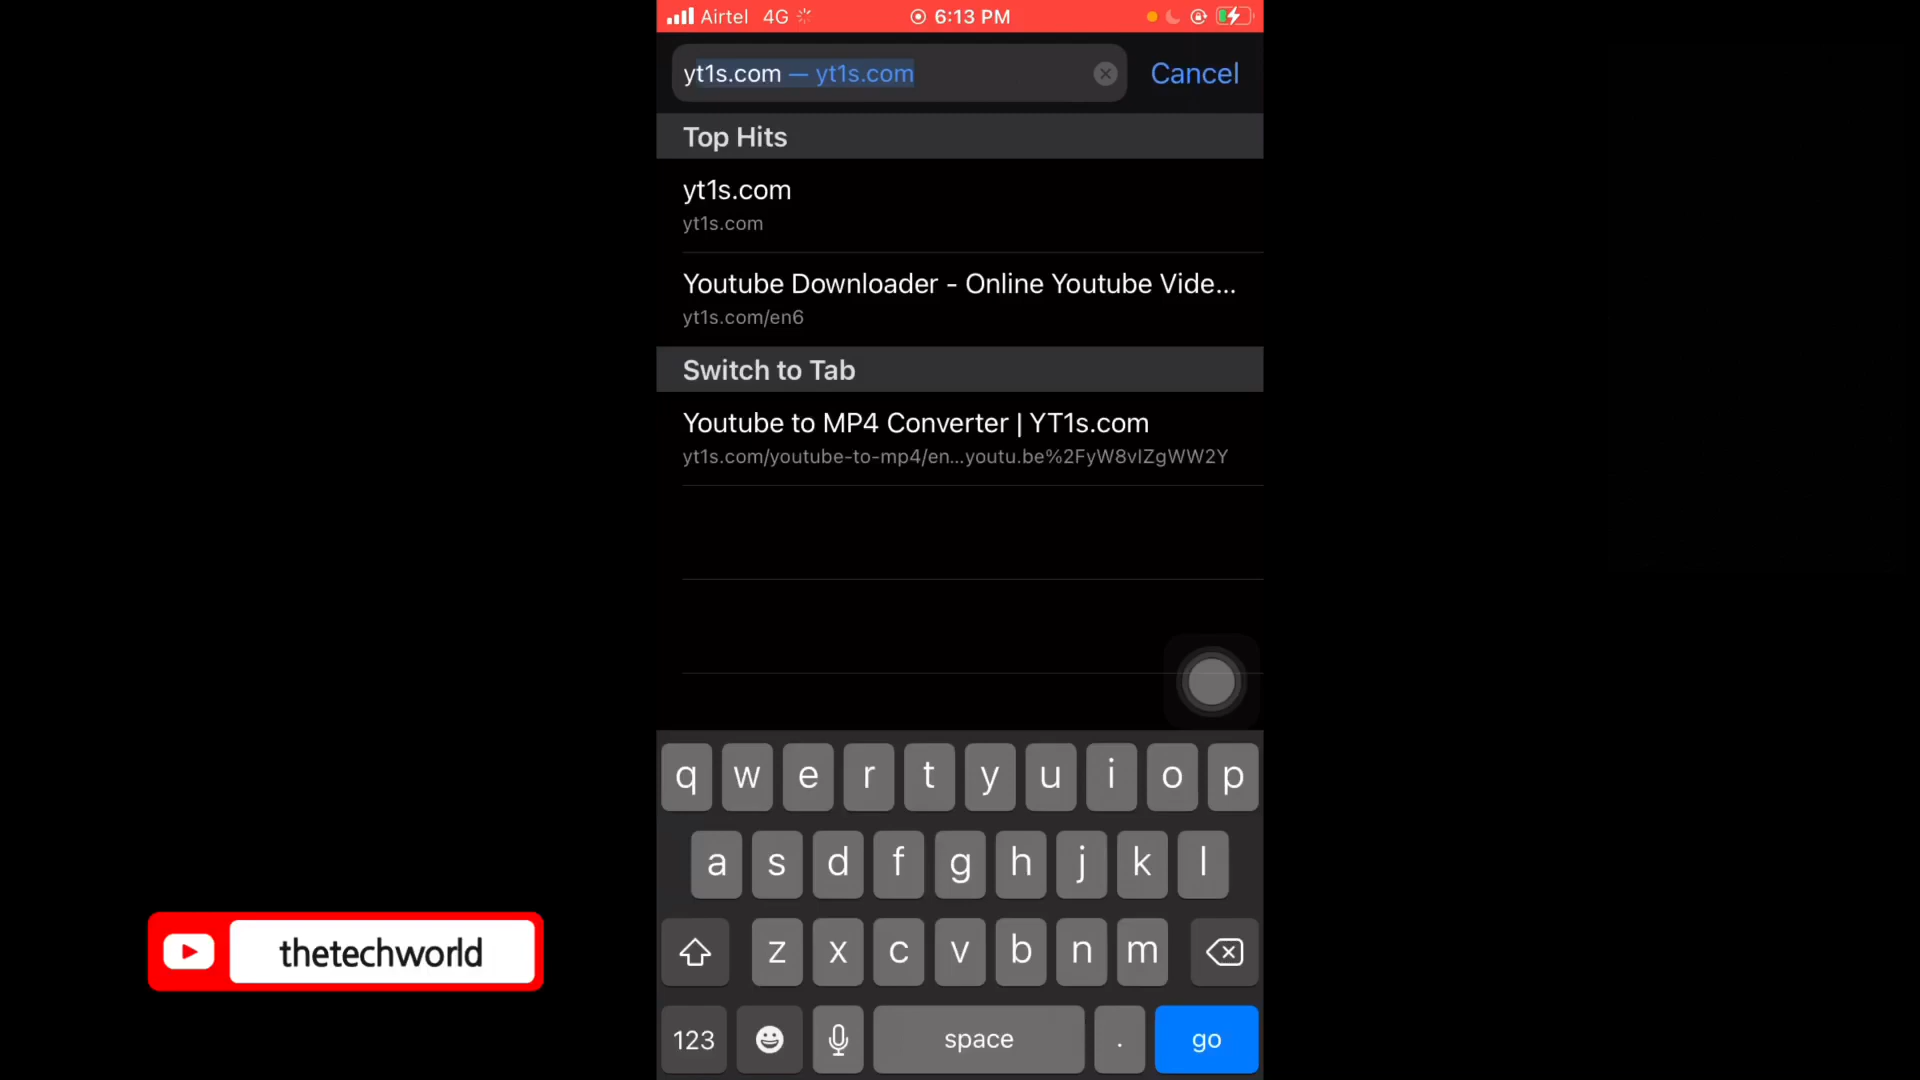 Airtel 4G 6:13 PM
yt1s.com — yt1s.com
Cancel
Top Hits
yt1s.com
yt1s.com
Youtube Downloader - Online Youtube Vide...
yt1s.com/en6
Switch to Tab
Youtube to MP4 Converter | YT1s.com
yt1s.com/youtube-to-mp4/en...youtu.be%2FyW8vIZgWW2Y
q w e r t y u i o p
a s d f g h j k l
z x c v b n m
123 space . go
thetechworld